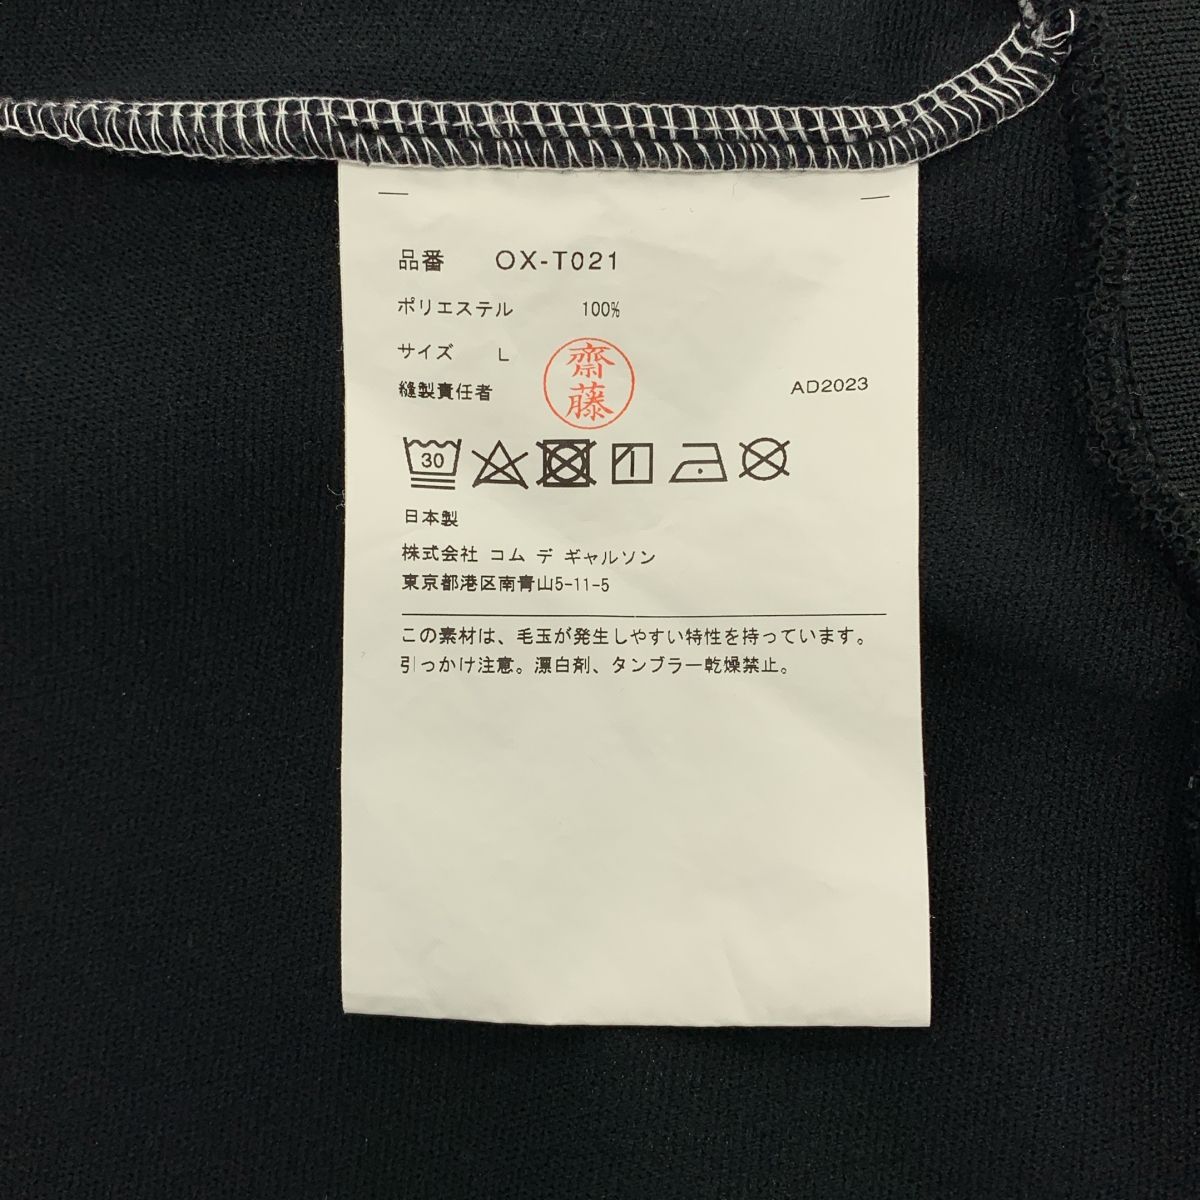 品番 OX-T021
ポリエステル 100%
サイズ L
齋藤
縫製責任者 AD2023
30
日本製
株式会社 コム デ ギャルソン
東京都港区南青山5-11-5
この素材は、毛玉が発生しやすい特性を持っています。
引っかけ注意。漂白剤、タンブラー乾燥禁止。